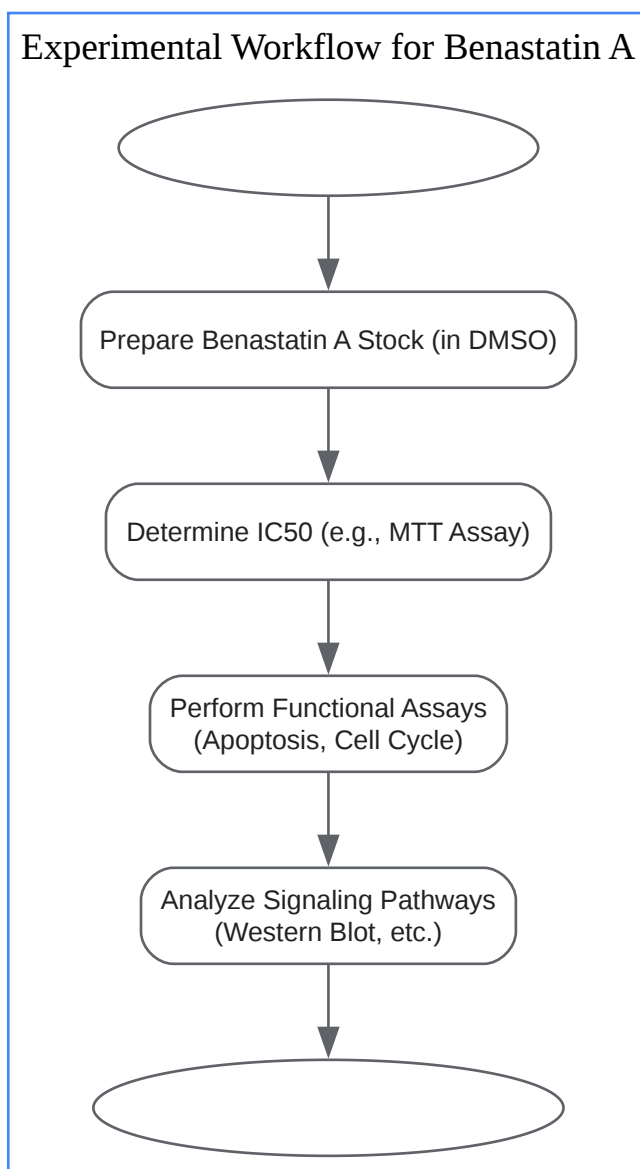 Experimental Workflow for Benastatin A
Prepare Benastatin A Stock (in DMSO)
Determine IC50 (e.g., MTT Assay)
Perform Functional Assays
(Apoptosis, Cell Cycle)
Analyze Signaling Pathways
(Western Blot, etc.)